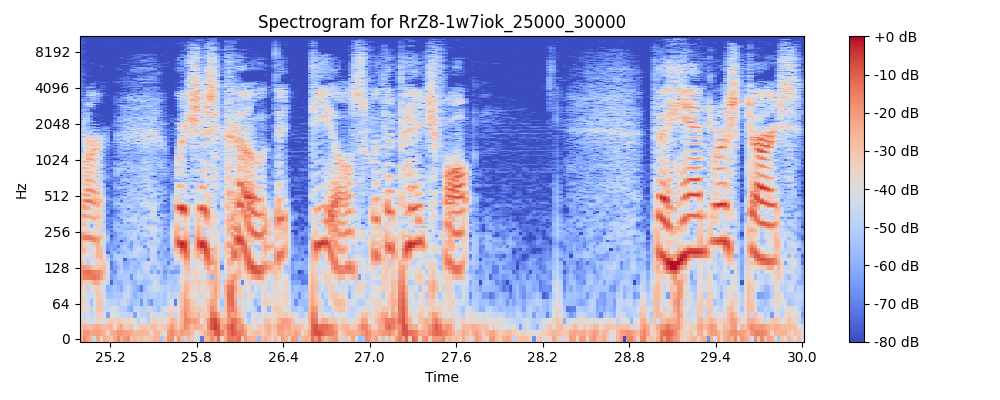 Spectrogram for RrZ8-1w7iok_25000_30000
8192
4096
2048
1024
512
256
128
64
0
Hz
25.2 25.8 26.4 27.0 27.6 28.2 28.8 29.4 30.0
Time
+0 dB
-10 dB
-20 dB
-30 dB
-40 dB
-50 dB
-60 dB
-70 dB
-80 dB